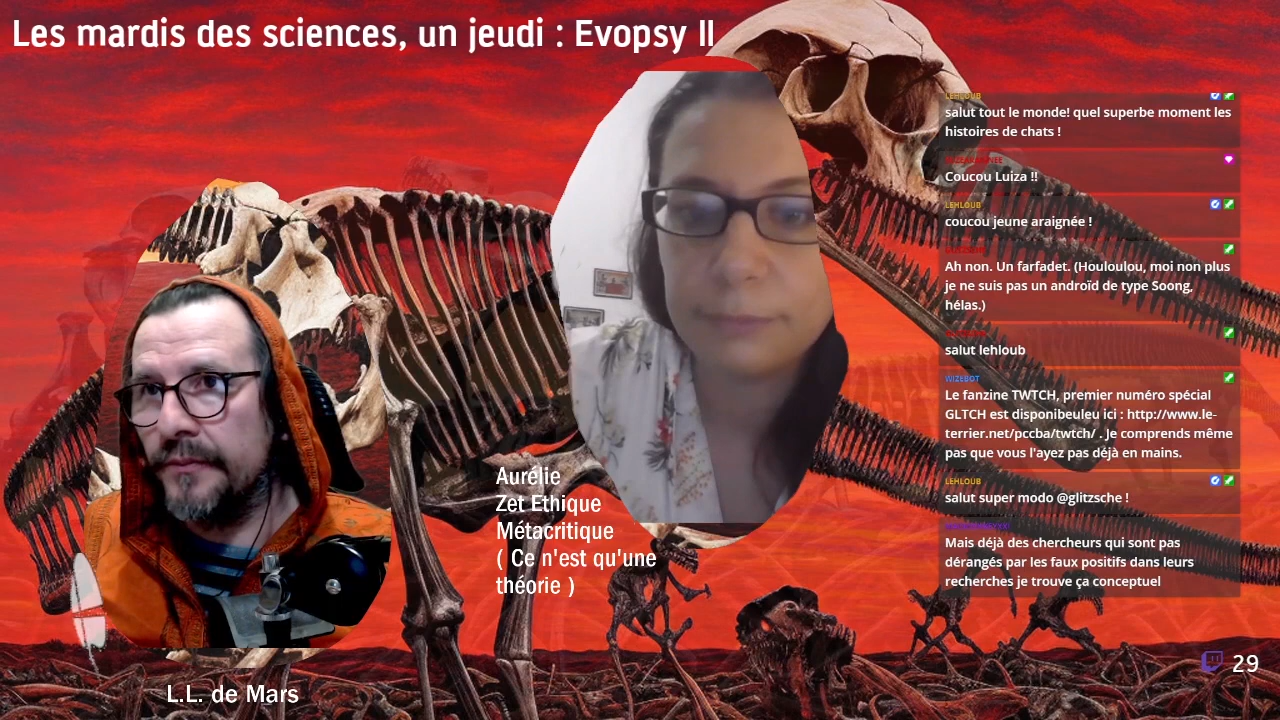 Les mardis des sciences, un jeudi : Evopsy II
LEHLOUB
salut tout le monde! quel superbe moment les
histoires de chats !
Coucou Luiza !!
LEHLOUB
coucou jeune araignée !
Ah non. Un farfadet. (Houloulou, moi non plus
je ne suis pas un androïd de type Soong,
hélas.)
salut lehloub
WIZEBOT
Le fanzine TWTCH, premier numéro spécial
GLTCH est disponibeuleu ici : http://www.le-
terrier.net/pccba/twtch/ . Je comprends même
pas que vous l'ayez pas déjà en mains.
LEHLOUB
salut super modo @glitzsche !
Mais déjà des chercheurs qui sont pas
dérangés par les faux positifs dans leurs
recherches je trouve ça conceptuel
Aurélie
Zet Ethique
Métacritique
( Ce n'est qu'une
théorie )
29
L.L. de Mars